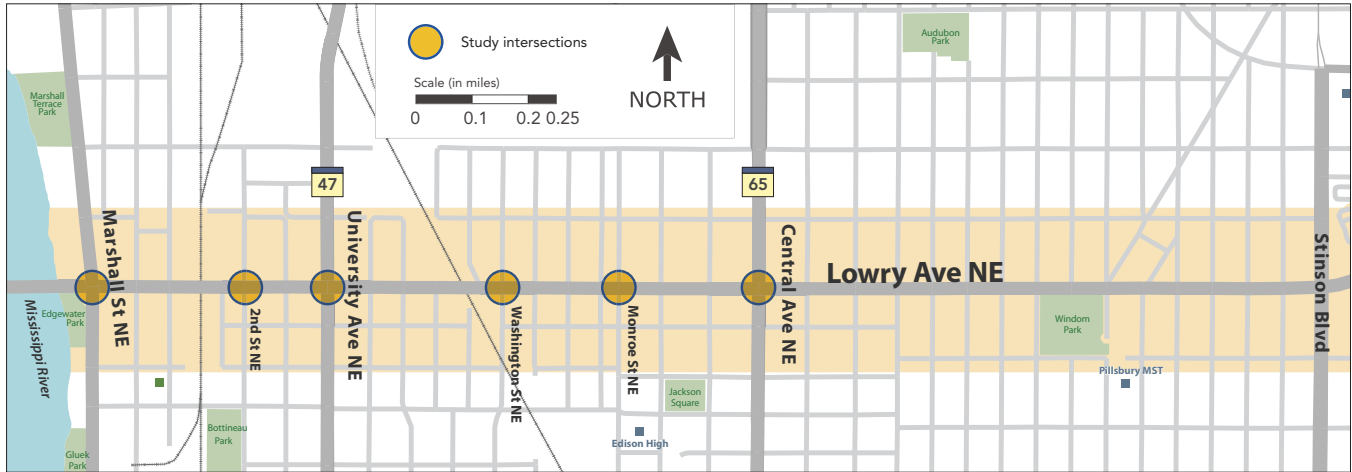 Study intersections
Scale (in miles)
0 0.1 0.2 0.25
NORTH
Audubon
Park
Marshall
Terrace
Park
47
65
Marshall St NE
University Ave NE
Central Ave NE
Lowry Ave NE
Stinson Blvd
Mississippi River
Edgewater
Park
2nd St NE
Washington St NE
Monroe St NE
Windom
Park
Pillsbury MST
Jackson
Square
Bottineau
Park
Edison High
Gluek
Park